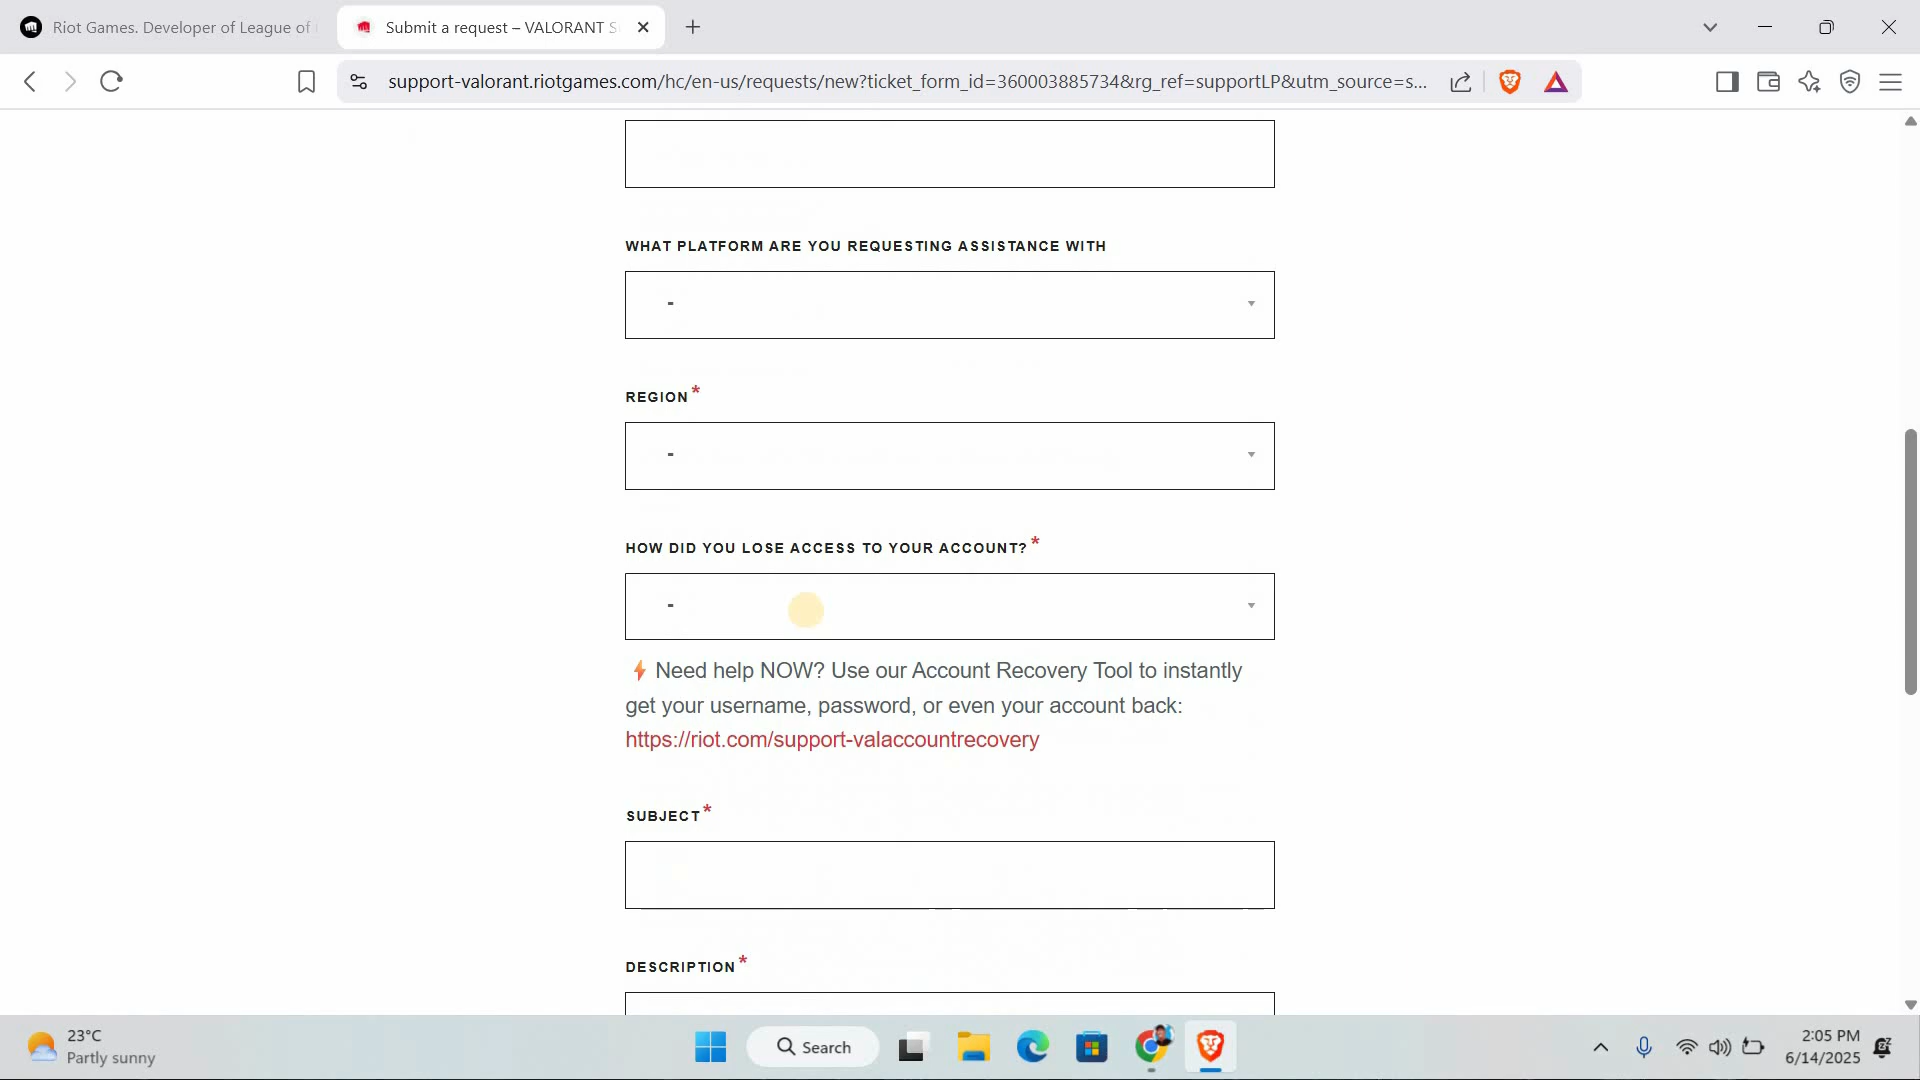 Riot Games. Developer of League of
Submit a request – VALORANT S
support-valorant.riotgames.com/hc/en-us/requests/new?ticket_form_id=360003885734&rg_ref=supportLP&utm_source=s...
WHAT PLATFORM ARE YOU REQUESTING ASSISTANCE WITH
-
REGION*
-
HOW DID YOU LOSE ACCESS TO YOUR ACCOUNT?*
-
Need help NOW? Use our Account Recovery Tool to instantly
get your username, password, or even your account back:
https://riot.com/support-valaccountrecovery
SUBJECT*
DESCRIPTION*
23°C
Partly sunny
Search
2:05 PM
6/14/2025